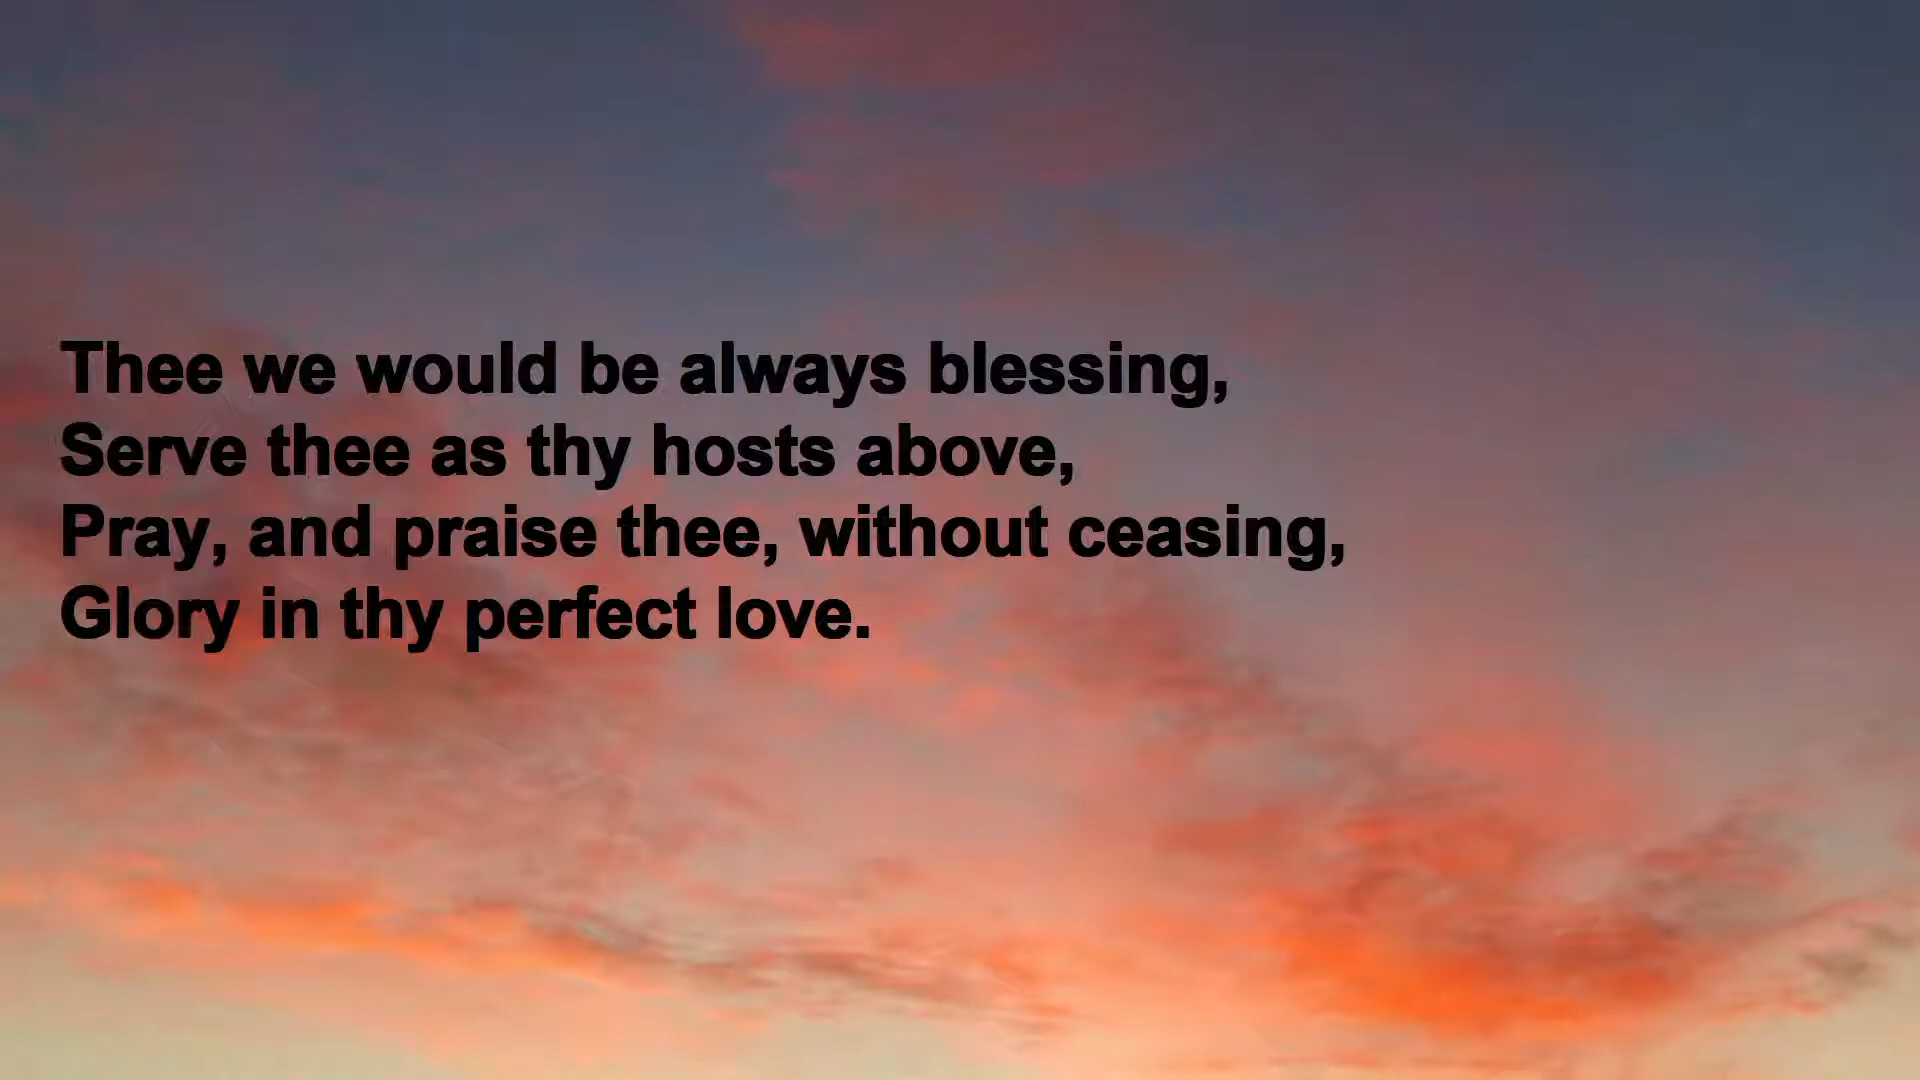 Thee we would be always blessing,
Serve thee as thy hosts above,
Pray, and praise thee, without ceasing,
Glory in thy perfect love.